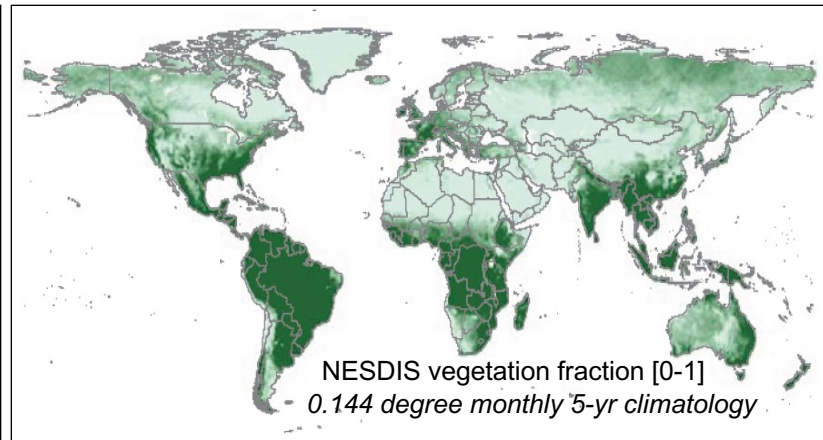 NESDIS vegetation fraction [0-1]
0.144 degree monthly 5-yr climatology